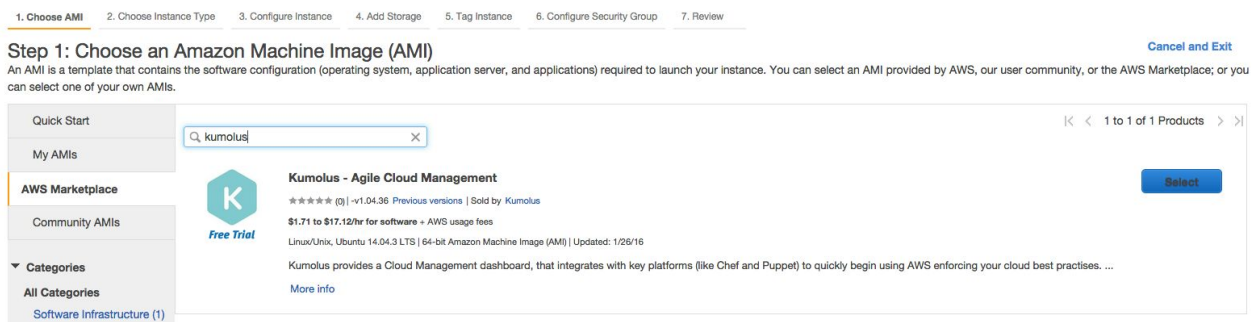 1. Choose AMI 2. Choose Instance Type 3. Configure Instance 4. Add Storage 5. Tag Instance 6. Configure Security Group 7. Review
Step 1: Choose an Amazon Machine Image (AMI)
Cancel and Exit
An AMI is a template that contains the software configuration (operating system, application server, and applications) required to launch your instance. You can select an AMI provided by AWS, our user community, or the AWS Marketplace; or you
can select one of your own AMIs.
Quick Start
My AMIs
AWS Marketplace
Community AMIs
Categories
All Categories
Software Infrastructure (1)
kumolus
1 to 1 of 1 Products
K
Free Trial
Kumolus - Agile Cloud Management
(0) | -v1.04.36 Previous versions | Sold by Kumolus
$1.71 to $17.12/hr for software + AWS usage fees
Linux/Unix, Ubuntu 14.04.3 LTS | 64-bit Amazon Machine Image (AMI) | Updated: 1/26/16
Kumolus provides a Cloud Management dashboard, that integrates with key platforms (like Chef and Puppet) to quickly begin using AWS enforcing your cloud best practises. ...
More info
Select